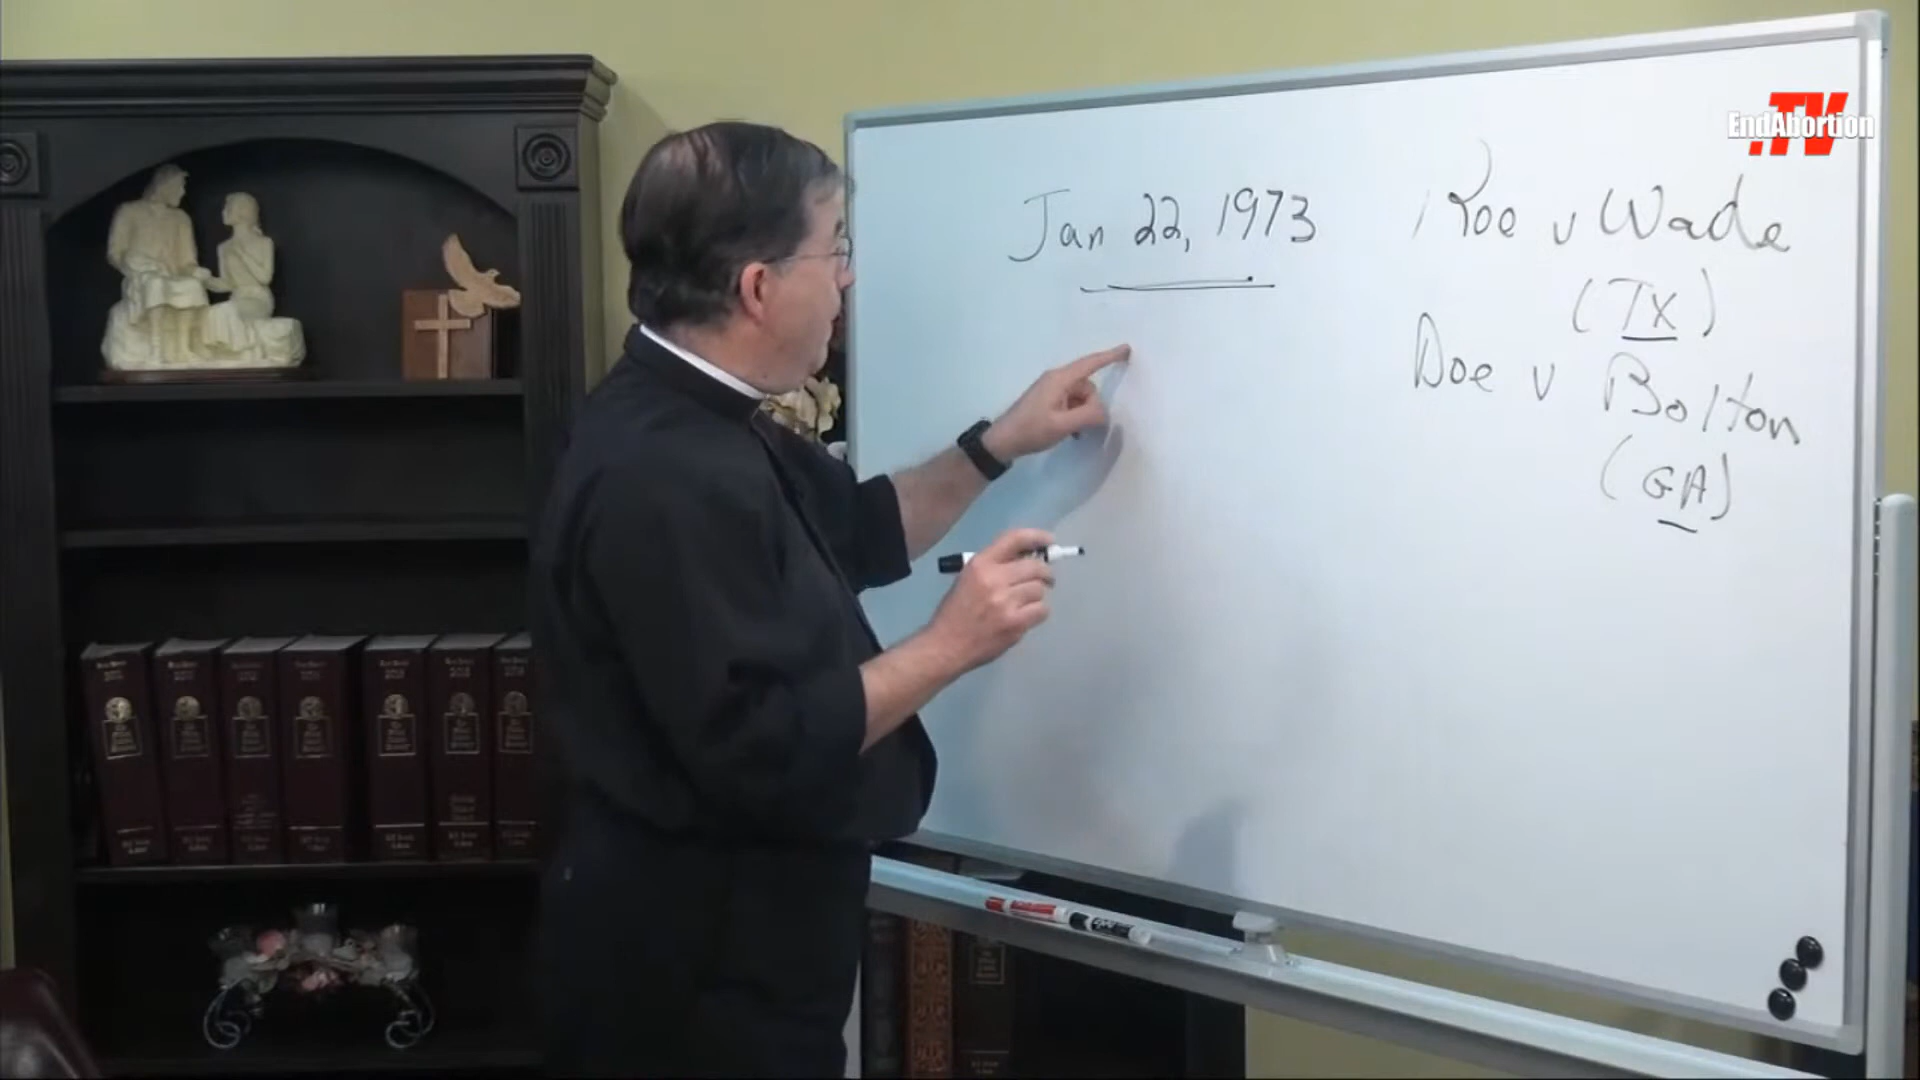 .TV
EndAbortion
Jan 22, 1973
Roe v Wade
(TX)
Doe v Bolton
(GA)